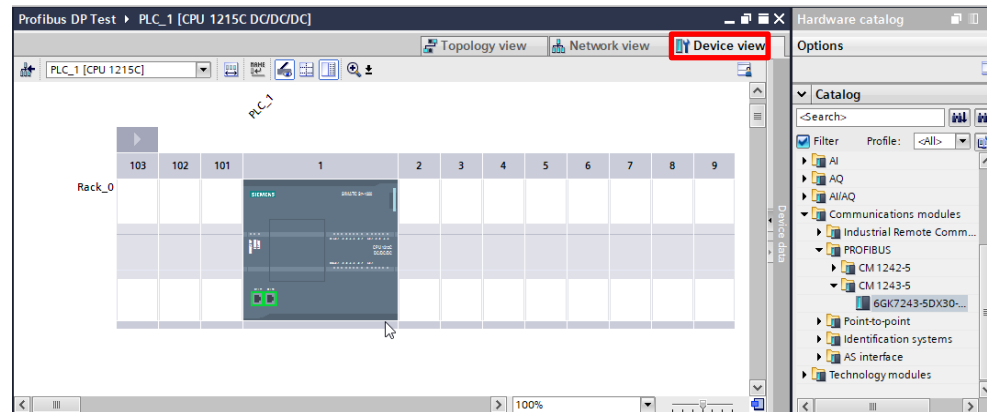 Profibus DP Test ▸ PLC_1 [CPU 1215C DC/DC/DC]
Topology view
Network view
Device view
PLC_1 [CPU 1215C]
PLC_1
103 102 101 1 2 3 4 5 6 7 8 9
Rack_0
SIEMENS
100%
Device data
Hardware catalog
Options
Catalog
<Search>
Filter Profile: <All>
AI
AQ
AI/AQ
Communications modules
Industrial Remote Comm...
PROFIBUS
CM 1242-5
CM 1243-5
6GK7243-5DX30-...
Point-to-point
Identification systems
AS interface
Technology modules